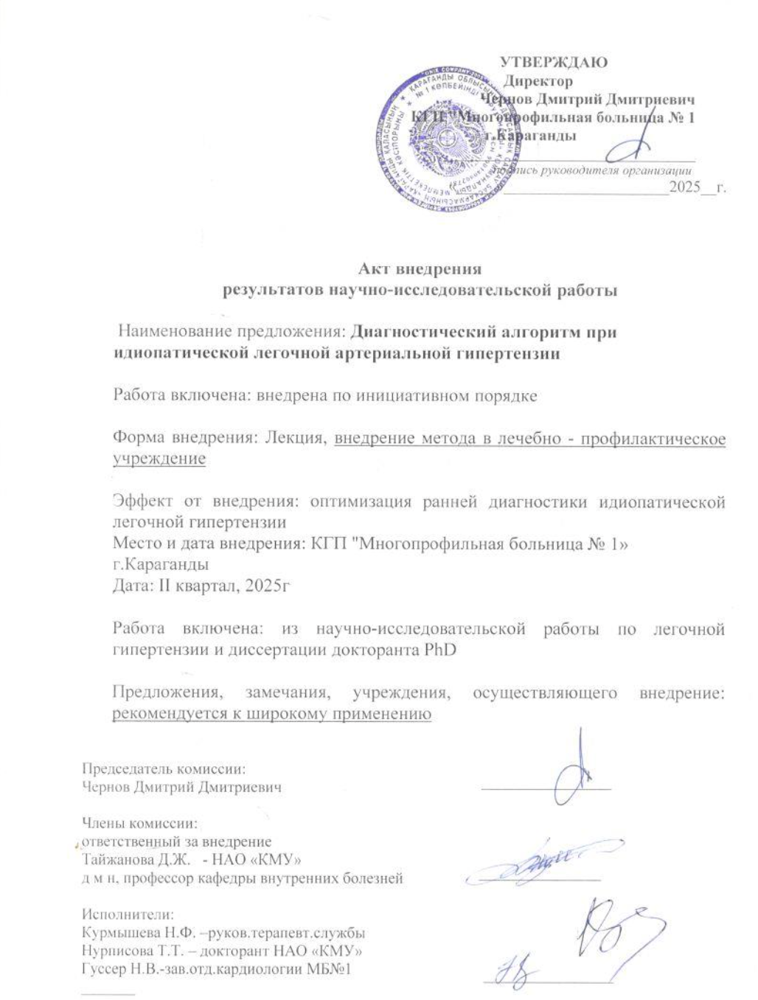 УТВЕРЖДАЮ
Директор
Чернов Дмитрий Дмитриевич
КГП "Многопрофильная больница № 1
г.Караганды
подпись руководителя организации
2025__г.
Акт внедрения
результатов научно-исследовательской работы
Наименование предложения: Диагностический алгоритм при
идиопатической легочной артериальной гипертензии
Работа включена: внедрена по инициативном порядке
Форма внедрения: Лекция, внедрение метода в лечебно - профилактическое
учреждение
Эффект от внедрения: оптимизация ранней диагностики идиопатической
легочной гипертензии
Место и дата внедрения: КГП "Многопрофильная больница № 1»
г.Караганды
Дата: II квартал, 2025г
Работа включена: из научно-исследовательской работы по легочной
гипертензии и диссертации докторанта PhD
Предложения, замечания, учреждения, осуществляющего внедрение:
рекомендуется к широкому применению
Председатель комиссии:
Чернов Дмитрий Дмитриевич
Члены комиссии:
ответственный за внедрение
Тайжанова Д.Ж. - НАО «КМУ»
д м н, профессор кафедры внутренних болезней
Исполнители:
Курмышева Н.Ф. –руков.терапевт.службы
Нурписова Т.Т. – докторант НАО «КМУ»
Гуссер Н.В.-зав.отд.кардиологии МБ№1